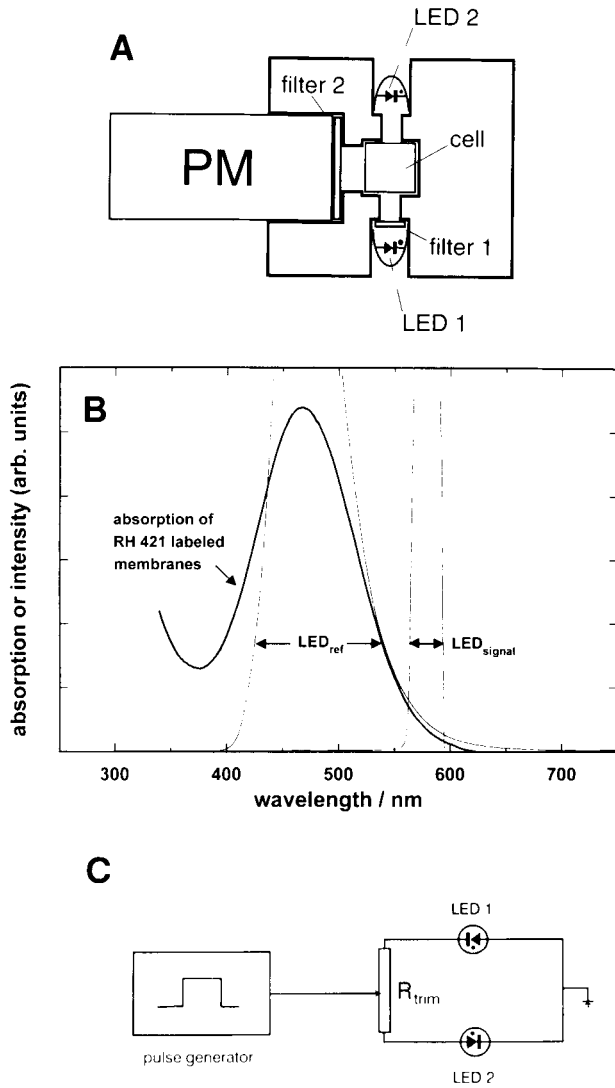 A
LED 2
filter 2
PM
cell
filter 1
LED 1
B
absorption or intensity (arb. units)
absorption of
RH 421 labeled
membranes
LEDref
LEDsignal
300
400
500
600
700
wavelength / nm
C
LED 1
Rtrim
pulse generator
LED 2